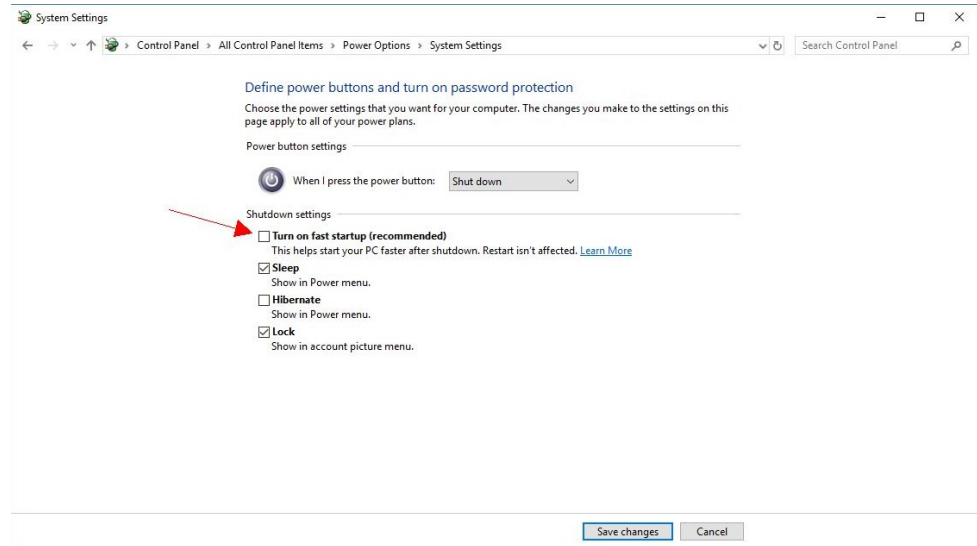 System Settings
Control Panel > All Control Panel Items > Power Options > System Settings
Search Control Panel
Define power buttons and turn on password protection
Choose the power settings that you want for your computer. The changes you make to the settings on this
page apply to all of your power plans.
Power button settings
When I press the power button: Shut down
Shutdown settings
Turn on fast startup (recommended)
This helps start your PC faster after shutdown. Restart isn't affected. Learn More
Sleep
Show in Power menu.
Hibernate
Show in Power menu.
Lock
Show in account picture menu.
Save changes Cancel